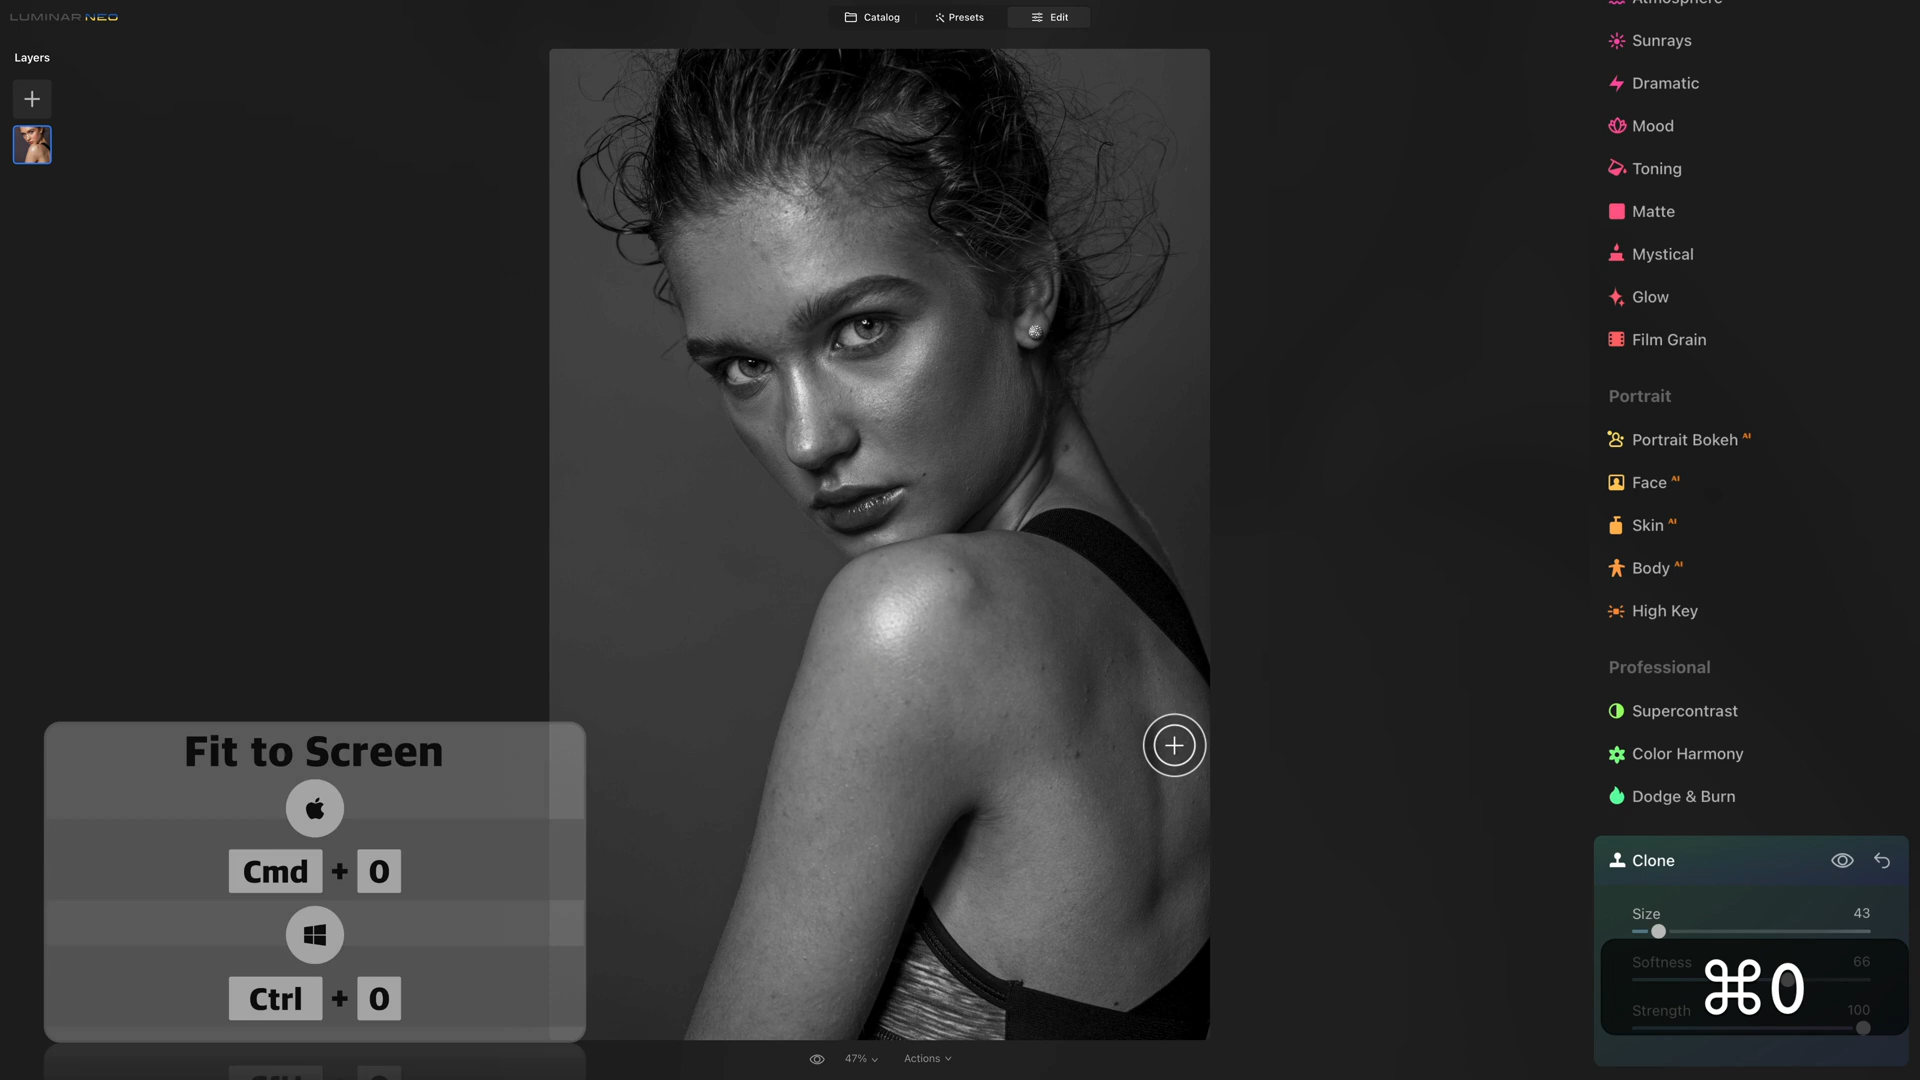 LUMINAR NEO
Catalog
Presets
Edit
Layers
Sunrays
Dramatic
Mood
Toning
Matte
Mystical
Glow
Film Grain
Portrait
Portrait Bokeh AI
Face AI
Skin AI
Body AI
High Key
Professional
Supercontrast
Color Harmony
Dodge & Burn
Clone
Size 43
Softness 66
Strength 100
⌘0
Fit to Screen
Cmd + 0
Ctrl + 0
47%
Actions